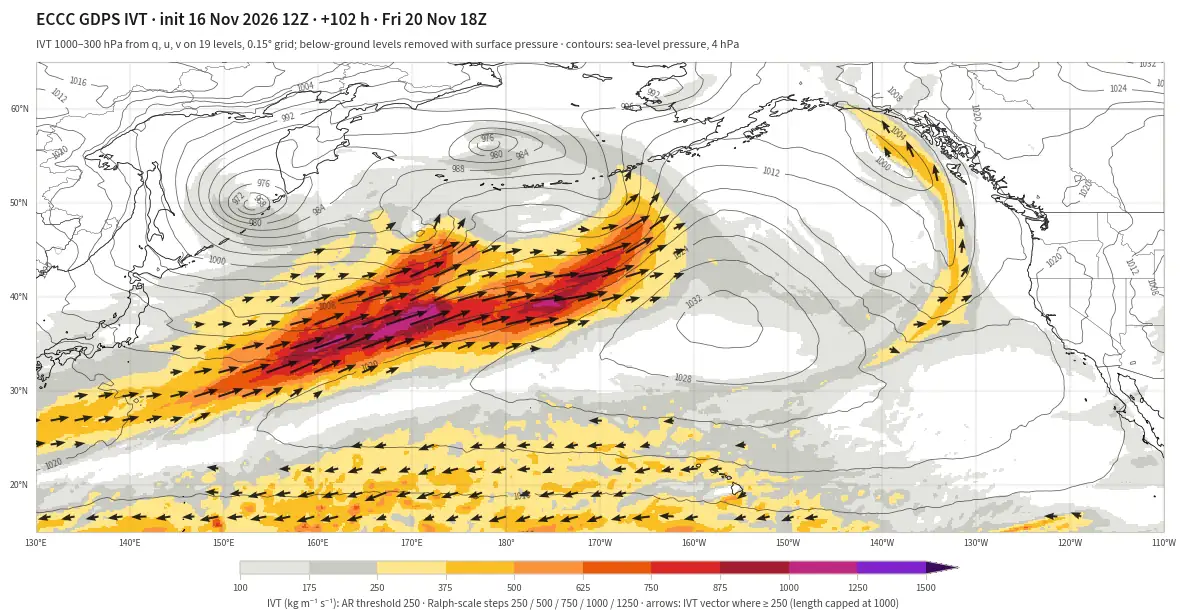 ECCC GDPS IVT · init 16 Nov 2026 12Z · +102 h · Fri 20 Nov 18Z
IVT 1000–300 hPa from q, u, v on 19 levels, 0.15° grid; below-ground levels removed with surface pressure · contours: sea-level pressure, 4 hPa
1016
1004
992
996
992
1008
1032
1024
1012
60°N
1020
976
980
984
988
1004
1000
1020
1012
1020
50°N
976
984
980
1000
1020
1012
1008
40°N
1032
1020
30°N
1028
1020
20°N
130°E
140°E
150°E
160°E
170°E
180°
170°W
160°W
150°W
140°W
130°W
120°W
110°W
100
175
250
375
500
625
750
875
1000
1250
1500
IVT (kg m⁻¹ s⁻¹): AR threshold 250 · Ralph-scale steps 250 / 500 / 750 / 1000 / 1250 · arrows: IVT vector where ≥ 250 (length capped at 1000)